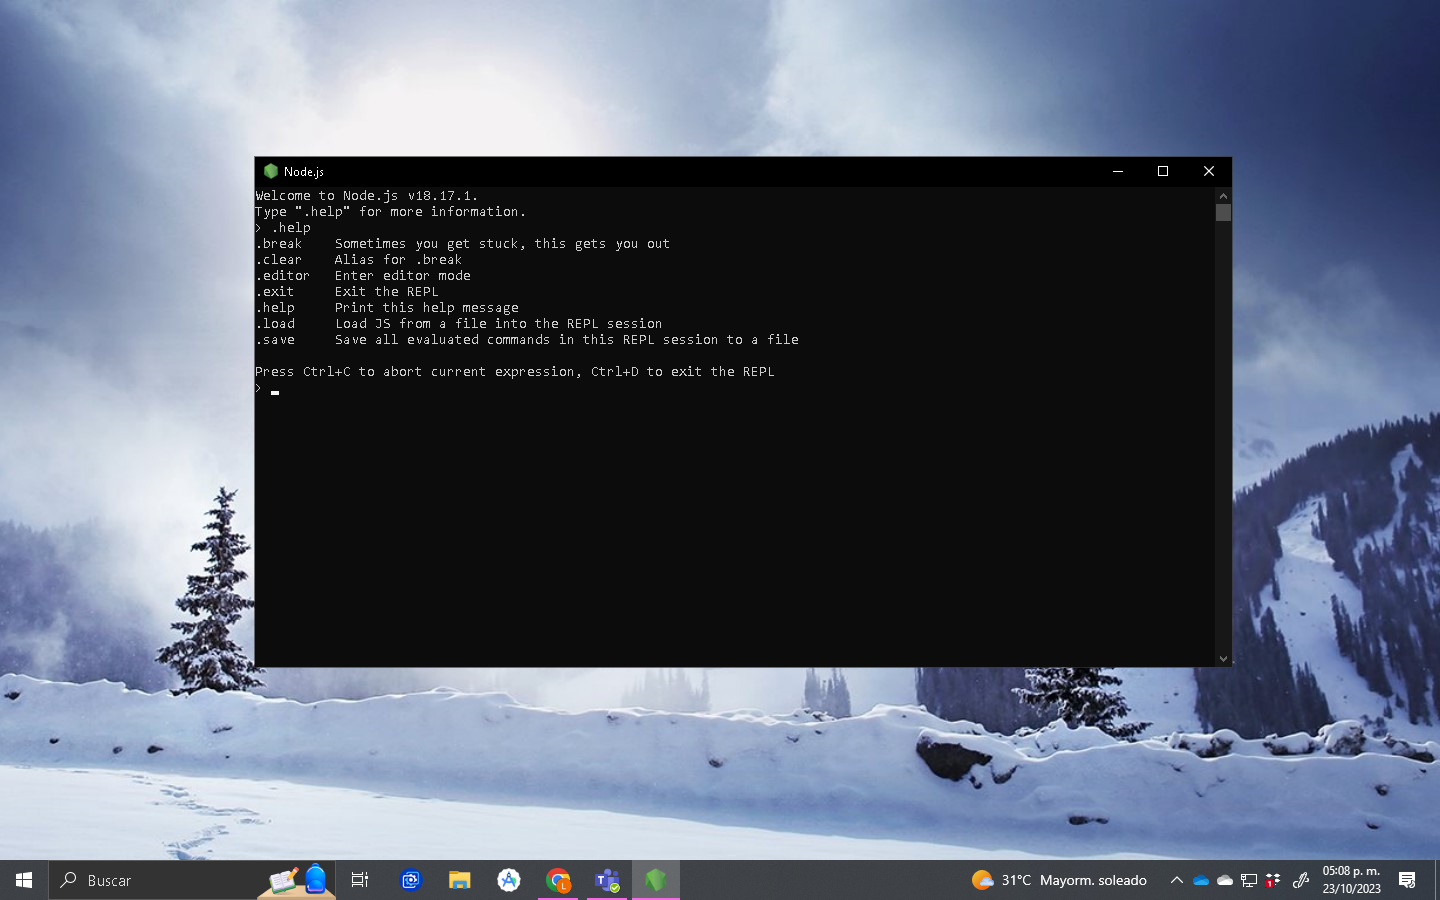 Node.js
Welcome to Node.js v18.17.1.
Type ".help" for more information.
> .help
.break    Sometimes you get stuck, this gets you out
.clear    Alias for .break
.editor   Enter editor mode
.exit     Exit the REPL
.help     Print this help message
.load     Load JS from a file into the REPL session
.save     Save all evaluated commands in this REPL session to a file
Press Ctrl+C to abort current expression, Ctrl+D to exit the REPL
>
Buscar
L
T
31°C Mayorm. soleado
1
05:08 p. m.
23/10/2023